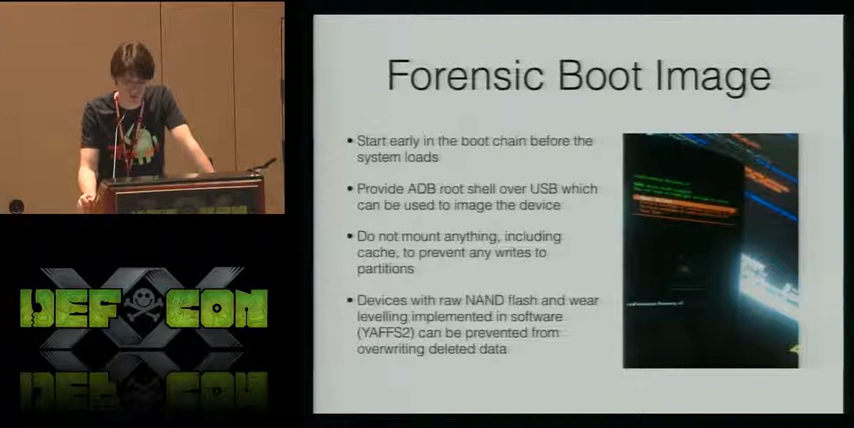 Forensic Boot Image
• Start early in the boot chain before the
system loads
• Provide ADB root shell over USB which
can be used to image the device
• Do not mount anything, including
cache, to prevent any writes to
partitions
• Devices with raw NAND flash and wear
levelling implemented in software
(YAFFS2) can be prevented from
overwriting deleted data
DEF CON
XX